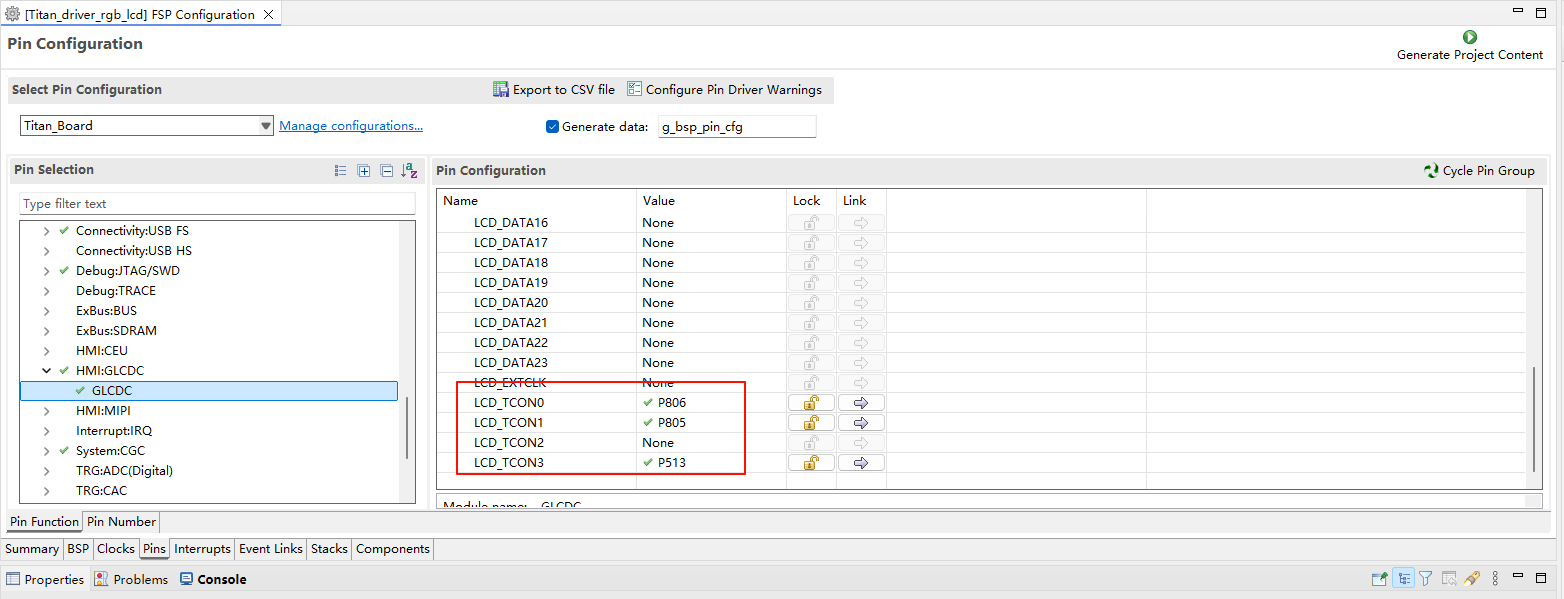 [Titan_driver_rgb_lcd] FSP Configuration
Pin Configuration
Generate Project Content
Select Pin Configuration
Export to CSV file
Configure Pin Driver Warnings
Titan_Board
Manage configurations...
Generate data:
g_bsp_pin_cfg
Pin Selection
Type filter text
Connectivity:USB FS
Connectivity:USB HS
Debug:JTAG/SWD
Debug:TRACE
ExBus:BUS
ExBus:SDRAM
HMI:CEU
HMI:GLCDC
GLCDC
HMI:MIPI
Interrupt:IRQ
System:CGC
TRG:ADC(Digital)
TRG:CAC
Pin Configuration
Cycle Pin Group
Name Value Lock Link
LCD_DATA16 None
LCD_DATA17 None
LCD_DATA18 None
LCD_DATA19 None
LCD_DATA20 None
LCD_DATA21 None
LCD_DATA22 None
LCD_DATA23 None
LCD_EXTCLK None
LCD_TCON0 P806
LCD_TCON1 P805
LCD_TCON2 None
LCD_TCON3 P513
Module name: GLCDC
Pin Function Pin Number
Summary BSP Clocks Pins Interrupts Event Links Stacks Components
Properties Problems Console